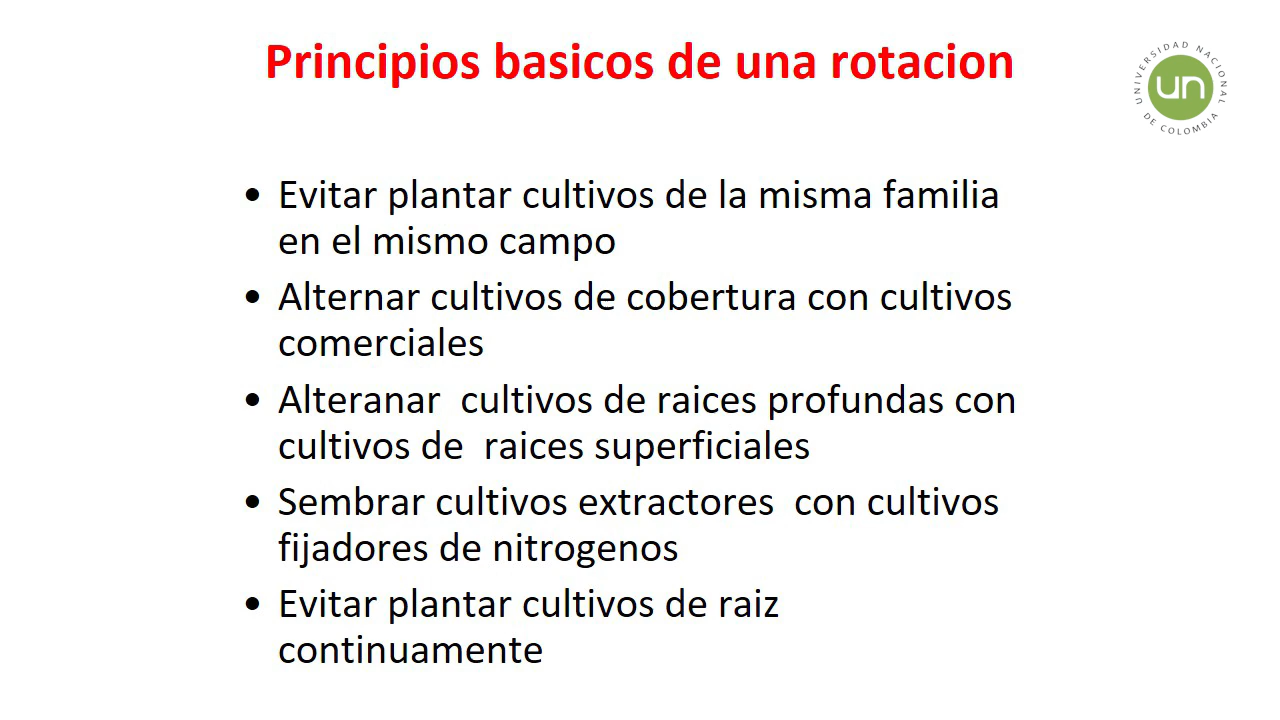 Principios basicos de una rotacion
UNIVERSIDAD NACIONAL
DE COLOMBIA
un
• Evitar plantar cultivos de la misma familia
en el mismo campo
• Alternar cultivos de cobertura con cultivos
comerciales
• Alteranar  cultivos de raices profundas con
cultivos de  raices superficiales
• Sembrar cultivos extractores  con cultivos
fijadores de nitrogenos
• Evitar plantar cultivos de raiz
continuamente